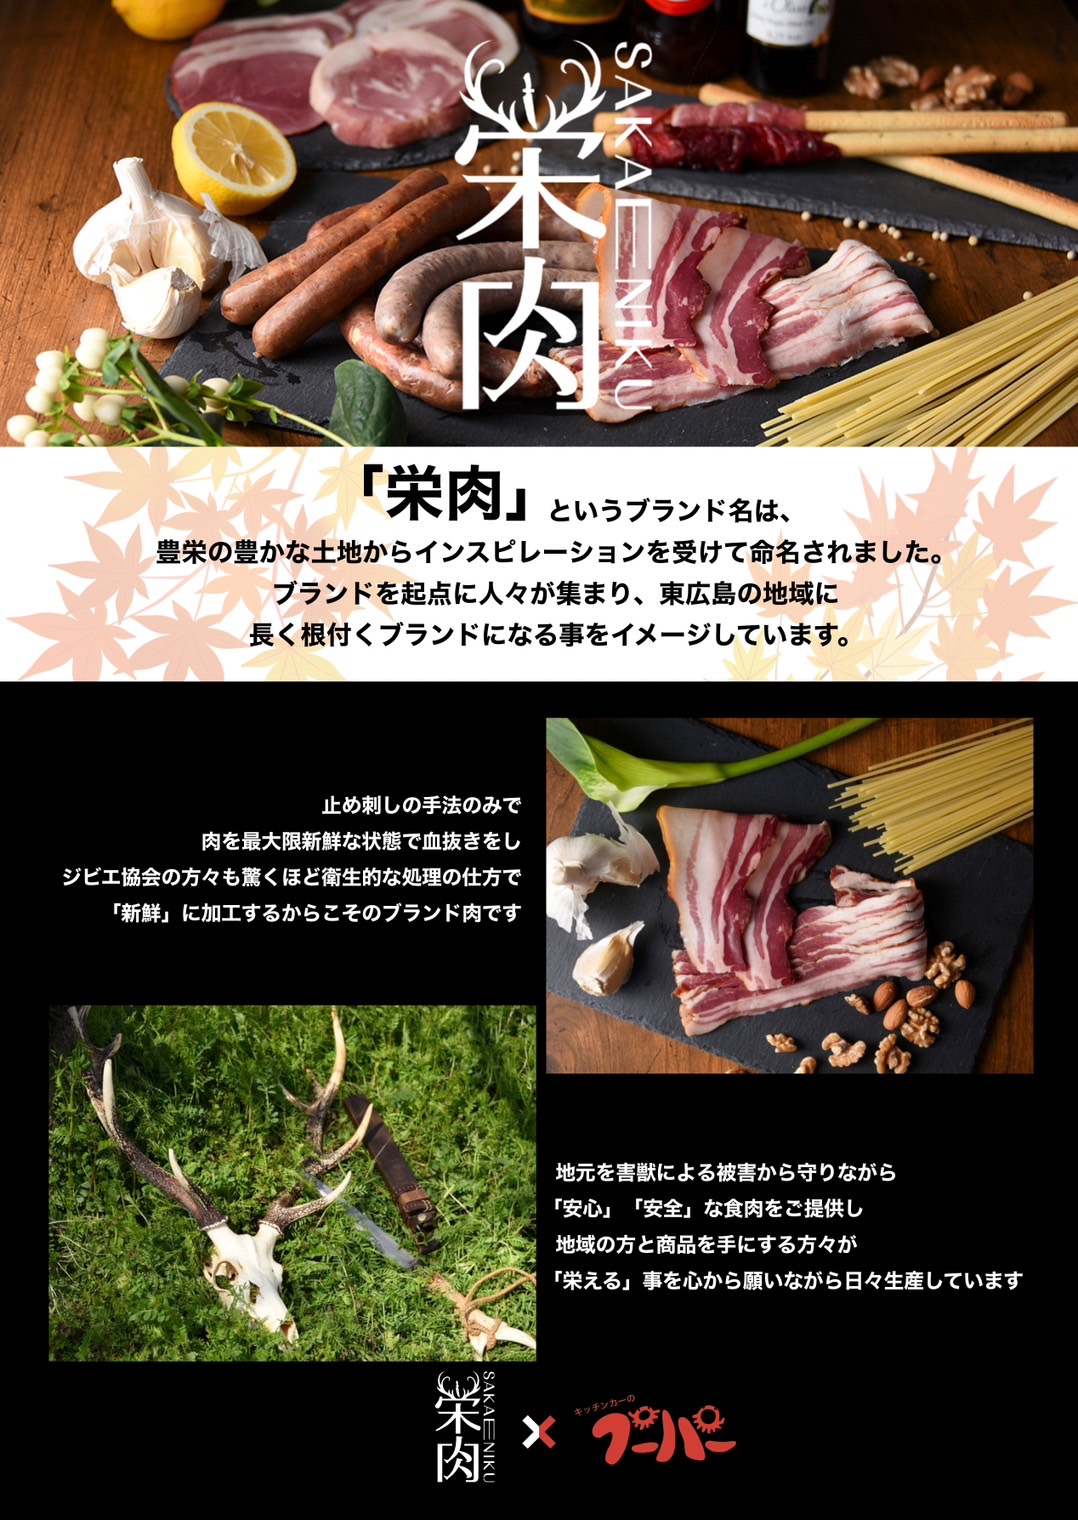 栄肉
SAKAENIKU
「栄肉」というブランド名は、
豊栄の豊かな土地からインスピレーションを受けて命名されました。
ブランドを起点に人々が集まり、東広島の地域に
長く根付くブランドになる事をイメージしています。
止め刺しの手法のみで
肉を最大限新鮮な状態で血抜きをし
ジビエ協会の方々も驚くほど衛生的な処理の仕方で
「新鮮」に加工するからこそのブランド肉です
地元を害獣による被害から守りながら
「安心」「安全」な食肉をご提供し
地域の方と商品を手にする方々が
「栄える」事を心から願いながら日々生産しています
栄肉
SAKAENIKU
キッチンカーの
ブーバー